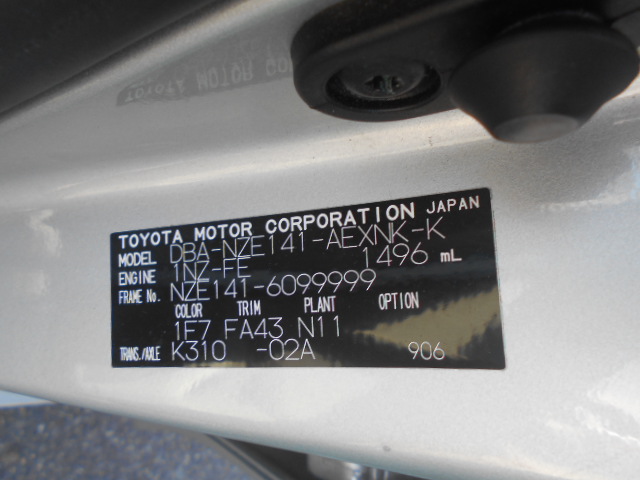 TOYOTA MOTOR CORPORATION JAPAN
MODEL DBA-NZE141-AEXNK-K
ENGINE 1NZ-FE 1496 mL
FRAME No. NZE141-6099999
COLOR TRIM PLANT OPTION
1F7 FA43 N11
TRANS./AXLE K310 -02A 906